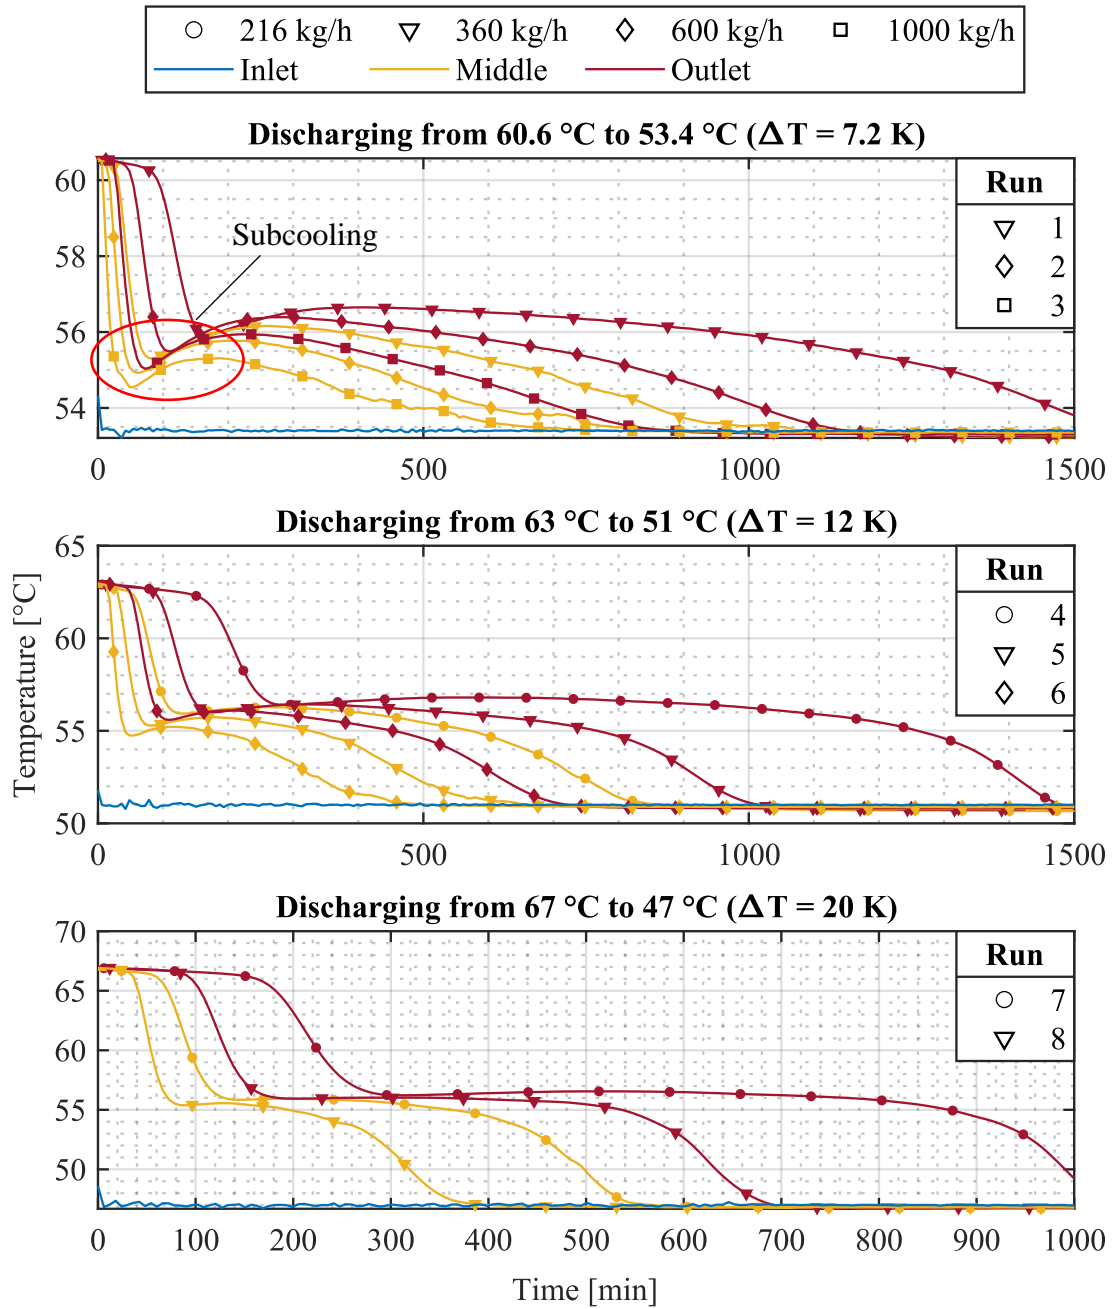 216 kg/h 360 kg/h 600 kg/h 1000 kg/h
Inlet Middle Outlet
Discharging from 60.6 °C to 53.4 °C (ΔT = 7.2 K)
60
58
56
54
Subcooling
Run
1
2
3
0 500 1000 1500
Discharging from 63 °C to 51 °C (ΔT = 12 K)
65
60
55
50
Run
4
5
6
0 500 1000 1500
Temperature [°C]
Discharging from 67 °C to 47 °C (ΔT = 20 K)
70
65
60
55
50
Run
7
8
0 100 200 300 400 500 600 700 800 900 1000
Time [min]